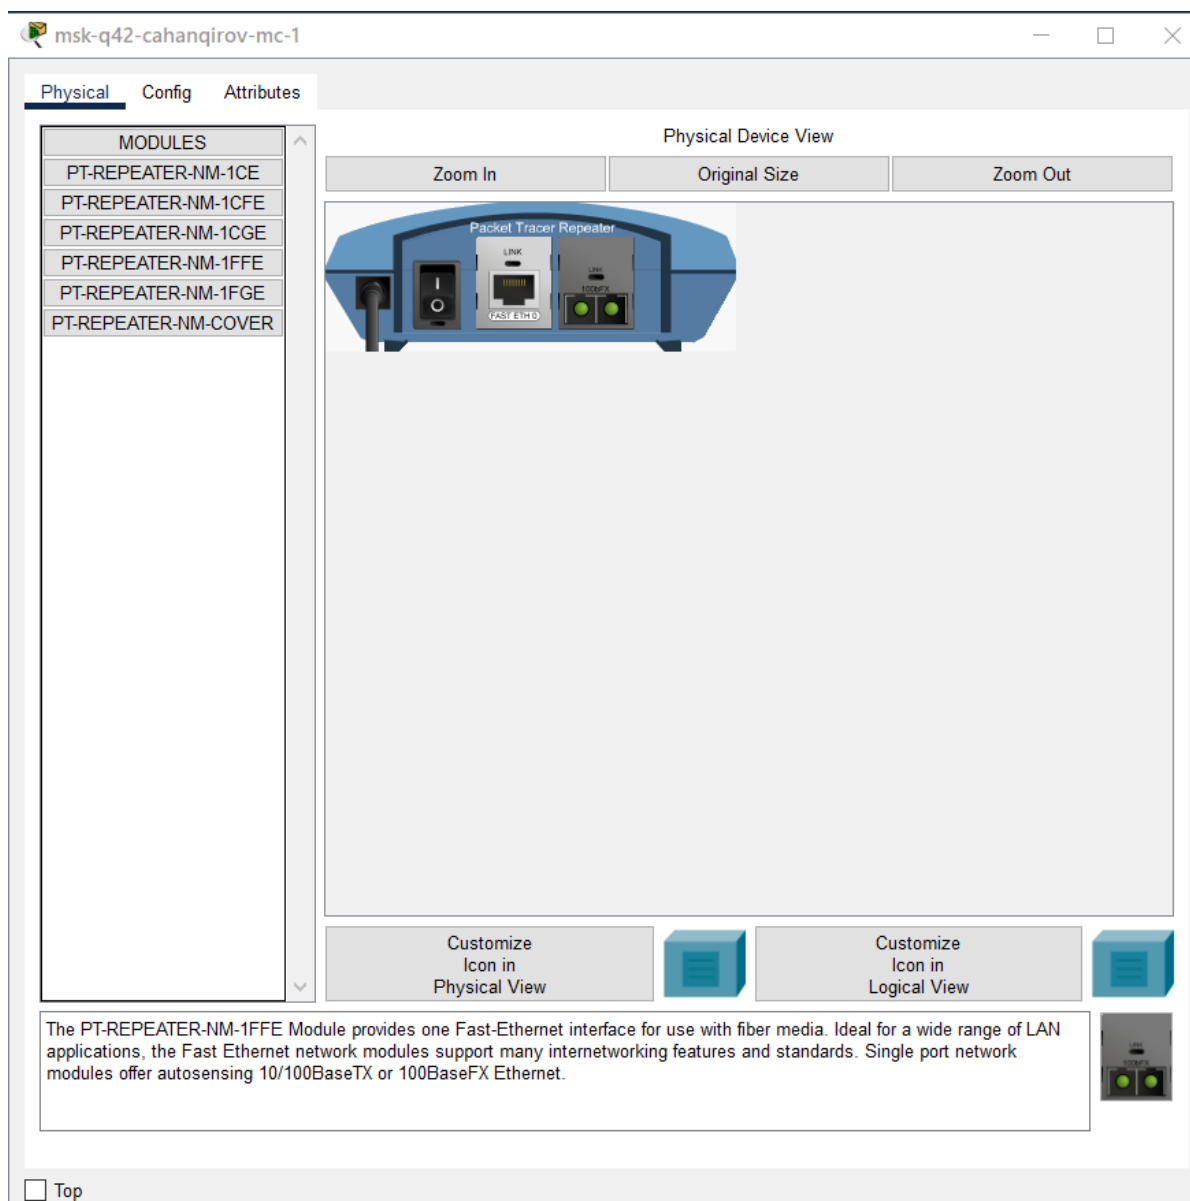 msk-q42-cahanqirov-mc-1
Physical Config Attributes
MODULES
PT-REPEATER-NM-1CE
PT-REPEATER-NM-1CFE
PT-REPEATER-NM-1CGE
PT-REPEATER-NM-1FFE
PT-REPEATER-NM-1FGE
PT-REPEATER-NM-COVER
Physical Device View
Zoom In Original Size Zoom Out
Packet Tracer Repeater
LINK
LINK
100bFX
FAST ETH 0
Customize
Icon in
Physical View
Customize
Icon in
Logical View
The PT-REPEATER-NM-1FFE Module provides one Fast-Ethernet interface for use with fiber media. Ideal for a wide range of LAN
applications, the Fast Ethernet network modules support many internetworking features and standards. Single port network
modules offer autosensing 10/100BaseTX or 100BaseFX Ethernet.
LINK
100bFX
Top